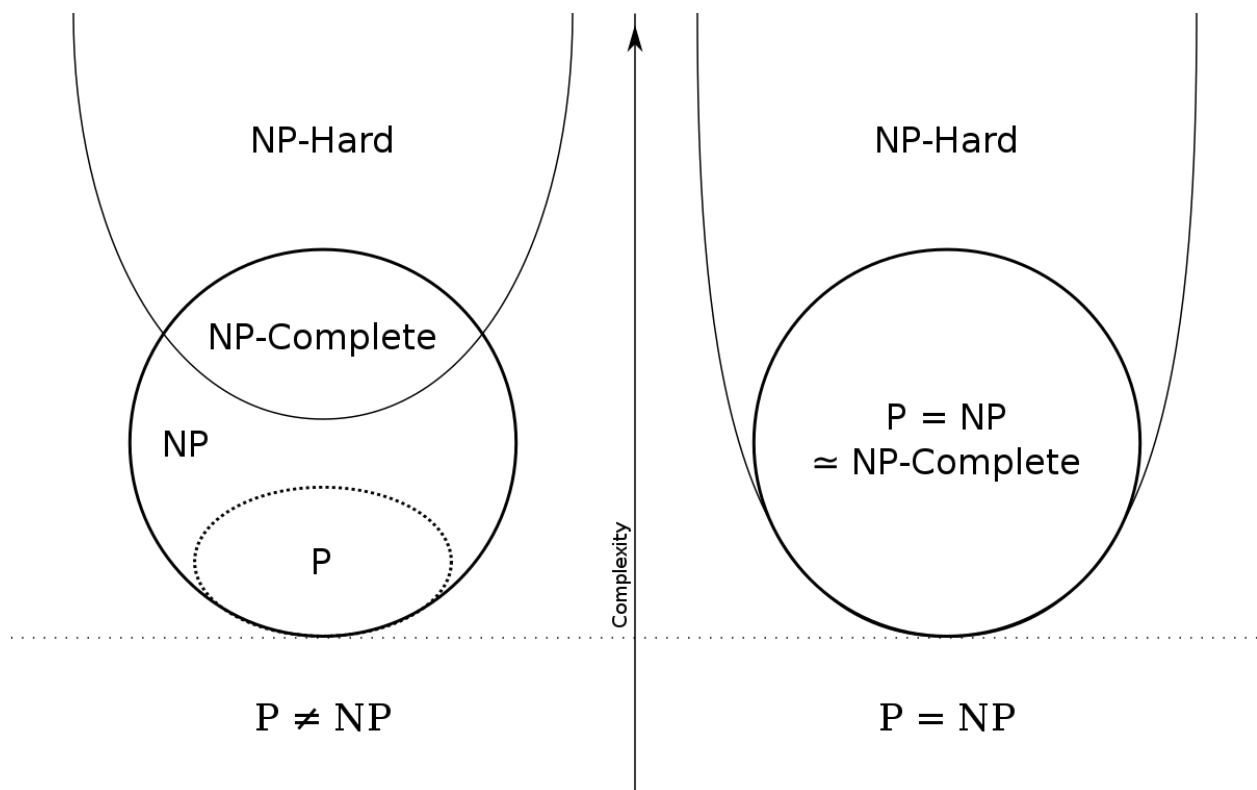 NP-Hard
NP-Complete
NP
P
P ≠ NP
Complexity
NP-Hard
P = NP
≃ NP-Complete
P = NP